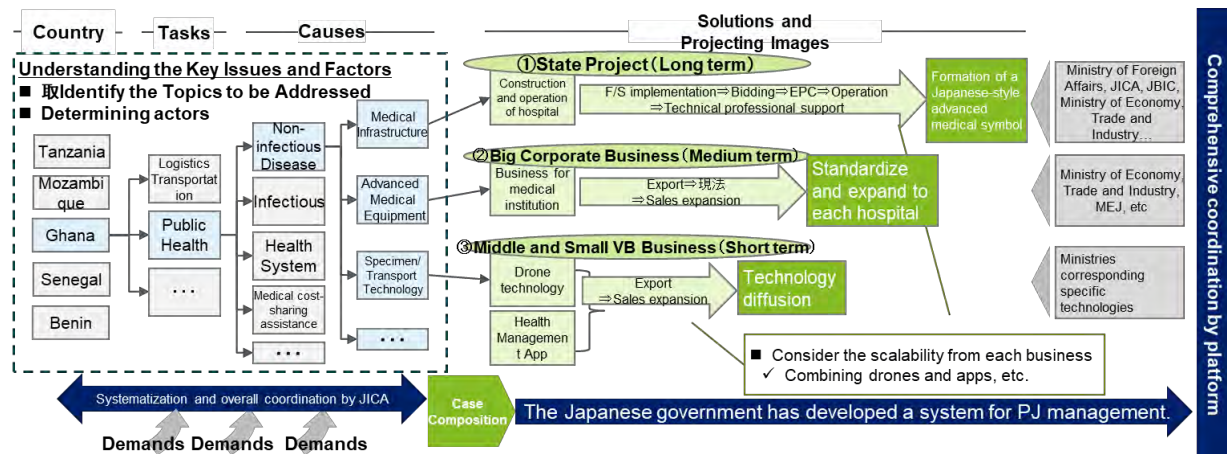 Country
Tasks
Causes
Solutions and
Projecting Images
Understanding the Key Issues and Factors
■ 取Identify the Topics to be Addressed
■ Determining actors
Tanzania
Mozambi
que
Ghana
Senegal
Benin
Logistics
Transportat
ion
Public
Health
・・・
Non-
infectious
Disease
Infectious
Health
System
Medical cost-
sharing
assistance
・・・
Medical
Infrastructure
Advanced
Medical
Equipment
Specimen/
Transport
Technology
・・・
①State Project(Long term)
Construction
and operation
of hospital
F/S implementation⇒Bidding⇒EPC⇒Operation
⇒Technical professional support
Formation of a
Japanese-style
advanced
medical symbol
Ministry of Foreign
Affairs, JICA, JBIC,
Ministry of Economy,
Trade and
Industry…
②Big Corporate Business(Medium term)
Business for
medical
institution
Export⇒現法
⇒Sales expansion
Standardize
and expand to
each hospital
Ministry of Economy,
Trade and Industry,
MEJ, etc
③Middle and Small VB Business(Short term)
Drone
technology
Health
Managemen
t App
Export
⇒Sales expansion
Technology
diffusion
Ministries
corresponding
specific
technologies
■ Consider the scalability from each business
✓ Combining drones and apps, etc.
Systematization and overall coordination by JICA
Demands
Demands
Demands
Case
Composition
The Japanese government has developed a system for PJ management.
Comprehensive coordination by platform